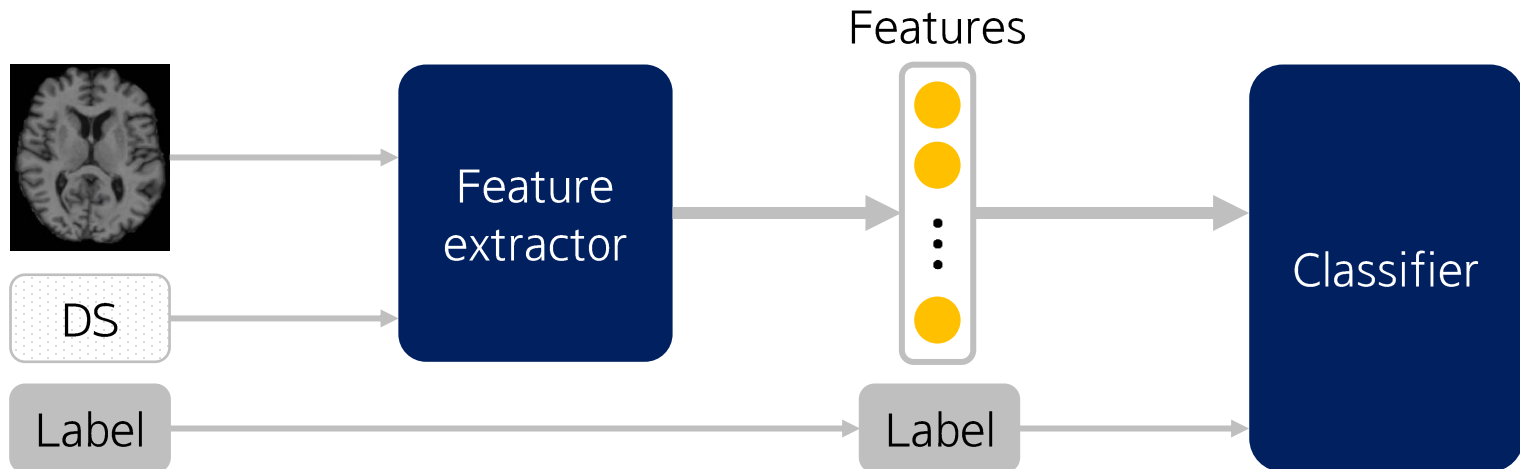 Features
Feature
extractor
Classifier
DS
Label
Label